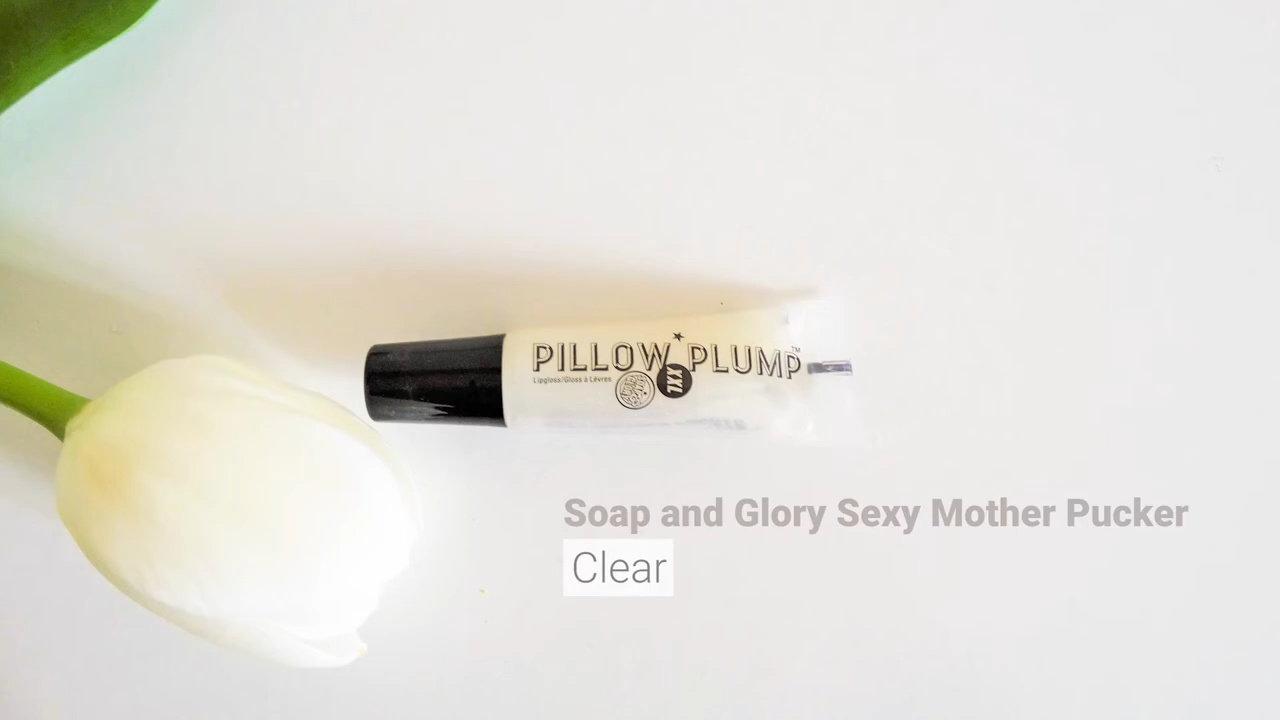 PILLOW PLUMP™
XXL
Lipgloss/Gloss à Lèvres
Soap and Glory Sexy Mother Pucker
Clear